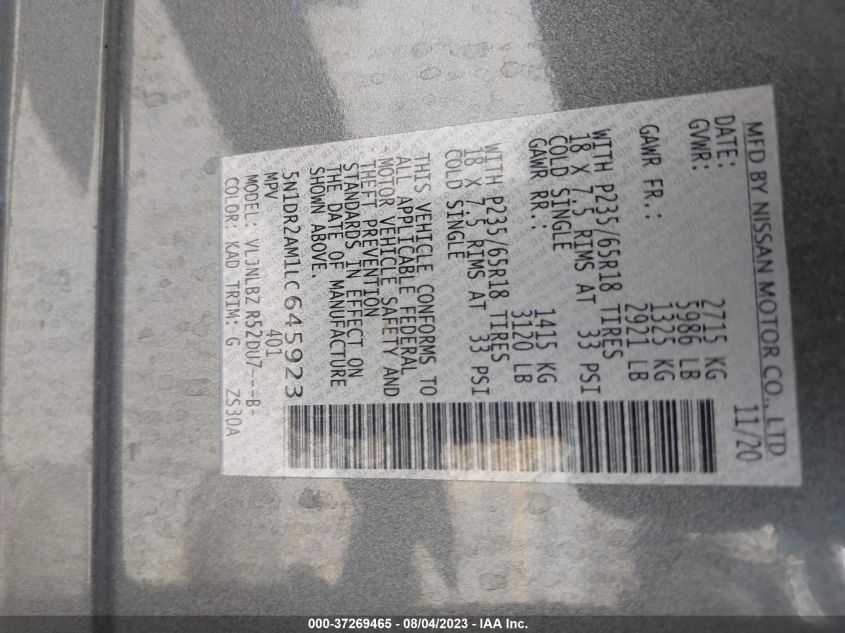 MFD BY NISSAN MOTOR CO., LTD
DATE: 11/20
GVWR: 2715 KG
5986 LB
GAWR FR.: 1325 KG
2921 LB
WITH P235/65R18 TIRES
18 X 7.5 RIMS AT 33 PSI
COLD SINGLE
GAWR RR.: 1415 KG
3120 LB
WITH P235/65R18 TIRES
18 X 7.5 RIMS AT 33 PSI
COLD SINGLE
THIS VEHICLE CONFORMS TO
ALL APPLICABLE FEDERAL
MOTOR VEHICLE SAFETY AND
THEFT PREVENTION
STANDARDS IN EFFECT ON
THE DATE OF MANUFACTURE
SHOWN ABOVE.
5N1DR2AM1LC645923
MPV 401
MODEL: VLJNLBZ R52DU7---B-
COLOR: KAD TRIM: G ZS30A
000-37269465 - 08/04/2023 - IAA Inc.